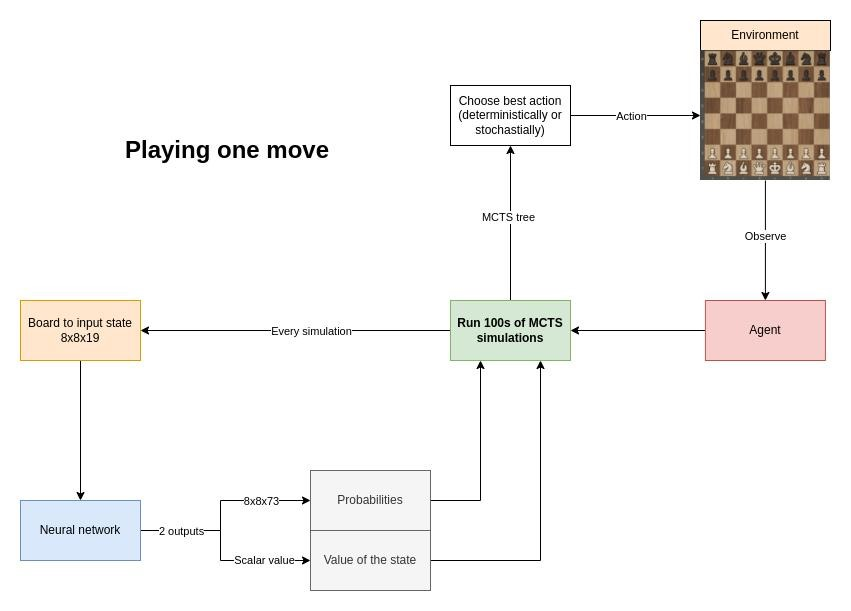 Environment
Choose best action
(deterministically or
stochastially)
Action
Playing one move
MCTS tree
Observe
Board to input state
8x8x19
Every simulation
Run 100s of MCTS
simulations
Agent
8x8x73
Probabilities
Neural network
2 outputs
Scalar value
Value of the state